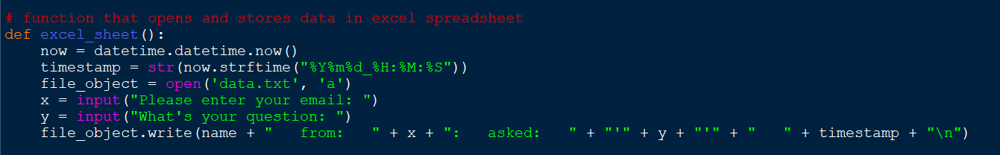 # function that opens and stores data in excel spreadsheet
def excel_sheet():
    now = datetime.datetime.now()
    timestamp = str(now.strftime("%Y%m%d_%H:%M:%S"))
    file_object = open('data.txt', 'a')
    x = input("Please enter your email: ")
    y = input("What's your question: ")
    file_object.write(name + "   from:   " + x + ":   asked:   " + "'" + y + "'" + "   " + timestamp + "\n")